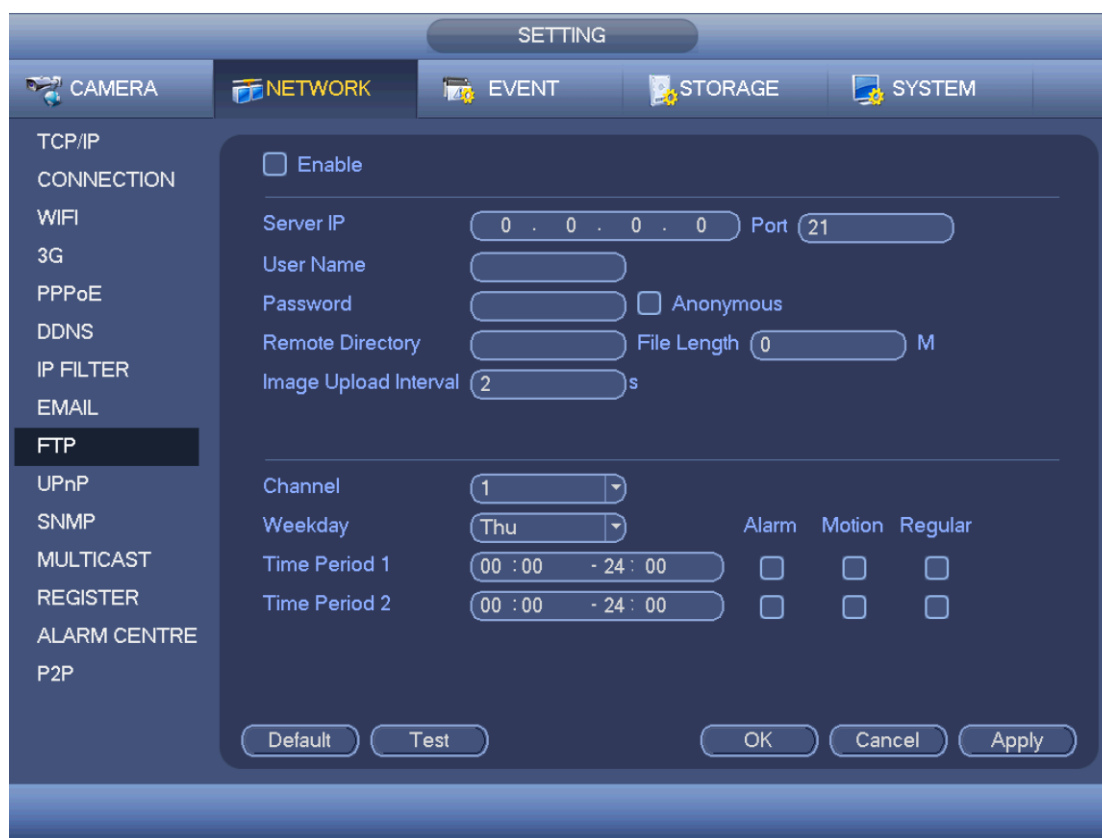 SETTING
CAMERA NETWORK EVENT STORAGE SYSTEM
TCP/IP
CONNECTION
WIFI
3G
PPPoE
DDNS
IP FILTER
EMAIL
FTP
UPnP
SNMP
MULTICAST
REGISTER
ALARM CENTRE
P2P
Enable
Server IP 0 . 0 . 0 . 0 Port 21
User Name
Password Anonymous
Remote Directory File Length 0 M
Image Upload Interval 2 s
Channel 1
Weekday Thu Alarm Motion Regular
Time Period 1 00 : 00 - 24 : 00
Time Period 2 00 : 00 - 24 : 00
Default Test OK Cancel Apply